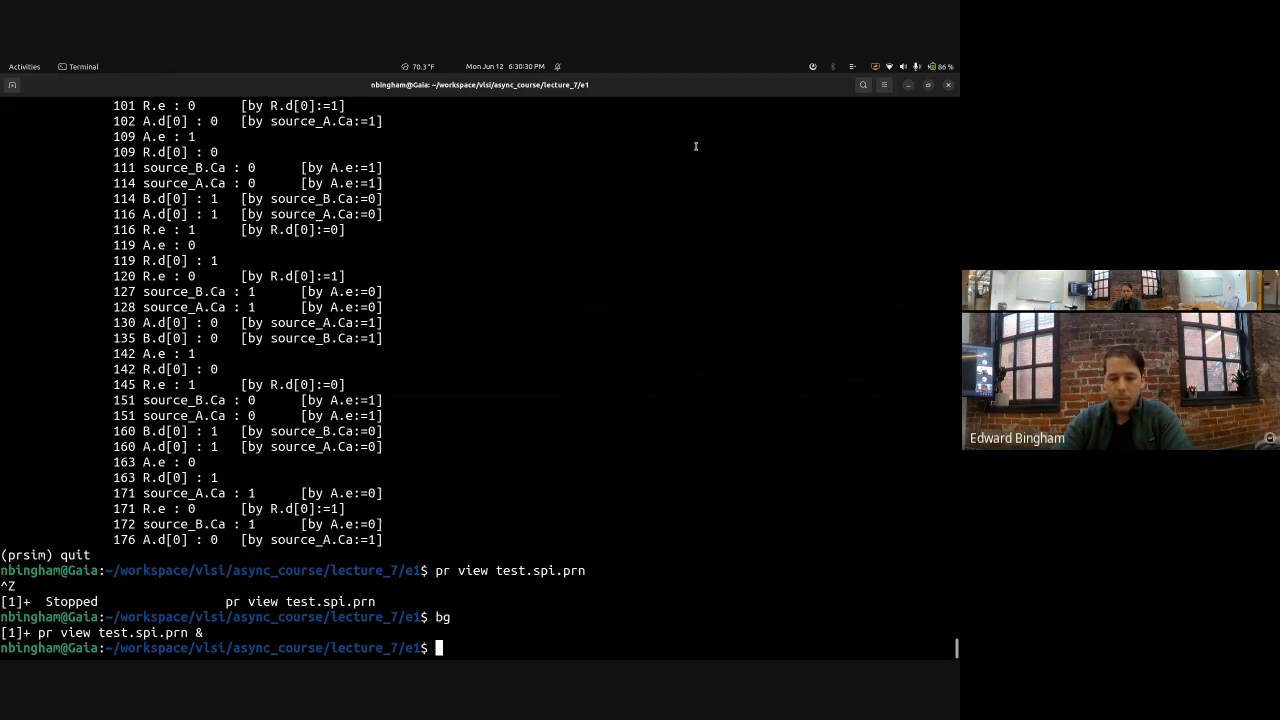 Activities
Terminal
70.3 °F
Mon Jun 12 6:30:30 PM
86 %
nbingham@Gaia: ~/workspace/vlsi/async_course/lecture_7/e1
101 R.e : 0 [by R.d[0]:=1]
102 A.d[0] : 0 [by source_A.Ca:=1]
109 A.e : 1
109 R.d[0] : 0
111 source_B.Ca : 0 [by A.e:=1]
114 source_A.Ca : 0 [by A.e:=1]
114 B.d[0] : 1 [by source_B.Ca:=0]
116 A.d[0] : 1 [by source_A.Ca:=0]
116 R.e : 1 [by R.d[0]:=0]
119 A.e : 0
119 R.d[0] : 1
120 R.e : 0 [by R.d[0]:=1]
127 source_B.Ca : 1 [by A.e:=0]
128 source_A.Ca : 1 [by A.e:=0]
130 A.d[0] : 0 [by source_A.Ca:=1]
135 B.d[0] : 0 [by source_B.Ca:=1]
142 A.e : 1
142 R.d[0] : 0
145 R.e : 1 [by R.d[0]:=0]
151 source_B.Ca : 0 [by A.e:=1]
151 source_A.Ca : 0 [by A.e:=1]
160 B.d[0] : 1 [by source_B.Ca:=0]
160 A.d[0] : 1 [by source_A.Ca:=0]
163 A.e : 0
163 R.d[0] : 1
171 source_A.Ca : 1 [by A.e:=0]
171 R.e : 0 [by R.d[0]:=1]
172 source_B.Ca : 1 [by A.e:=0]
176 A.d[0] : 0 [by source_A.Ca:=1]
(prsim) quit
nbingham@Gaia:~/workspace/vlsi/async_course/lecture_7/e1$ pr view test.spi.prn
^Z
[1]+ Stopped pr view test.spi.prn
nbingham@Gaia:~/workspace/vlsi/async_course/lecture_7/e1$ bg
[1]+ pr view test.spi.prn &
nbingham@Gaia:~/workspace/vlsi/async_course/lecture_7/e1$
Edward Bingham